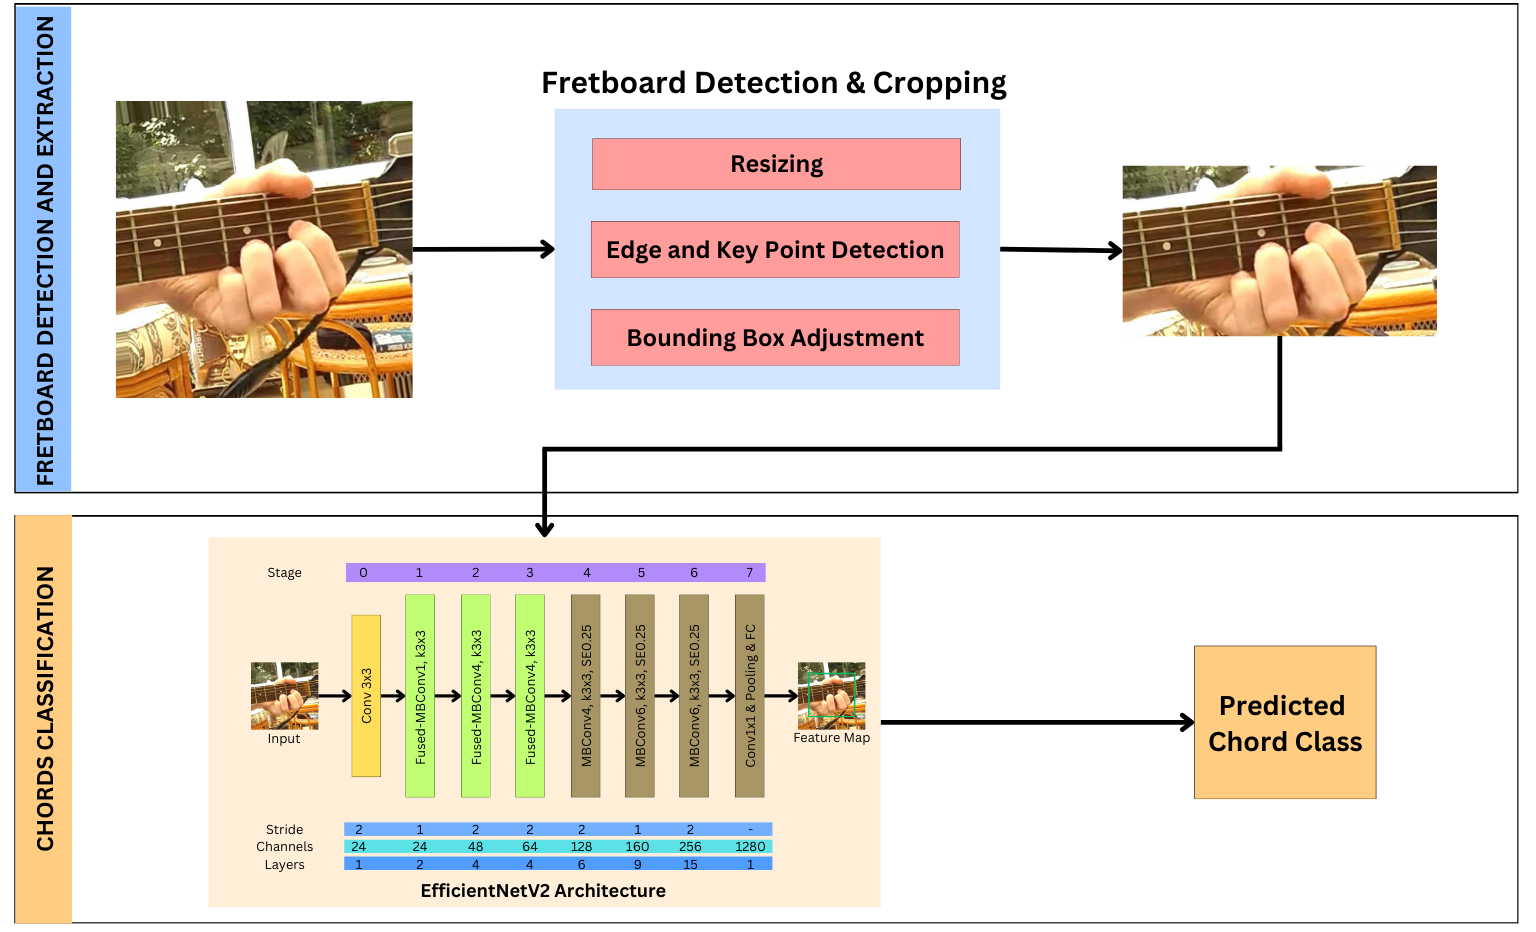 FRETBOARD DETECTION AND EXTRACTION
Fretboard Detection & Cropping
Resizing
Edge and Key Point Detection
Bounding Box Adjustment
CHORDS CLASSIFICATION
Stage 0 1 2 3 4 5 6 7
Input
Conv 3x3
Fused-MBConv1, k3x3
Fused-MBConv4, k3x3
Fused-MBConv4, k3x3
MBConv4, k3x3, SE0.25
MBConv6, k3x3, SE0.25
MBConv6, k3x3, SE0.25
Conv1x1 & Pooling & FC
Feature Map
Stride 2 1 2 2 2 1 2 -
Channels 24 24 48 64 128 160 256 1280
Layers 1 2 4 4 6 9 15 1
EfficientNetV2 Architecture
Predicted
Chord Class